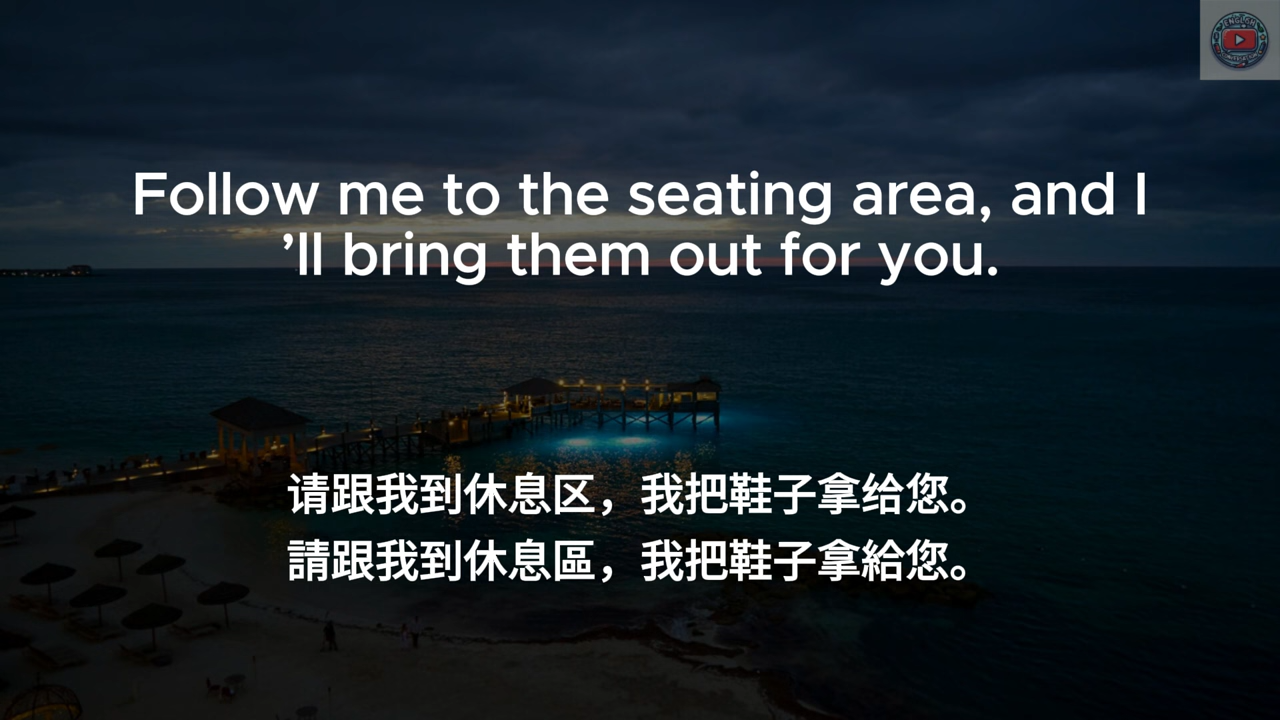 Follow me to the seating area, and I
’ll bring them out for you.
请跟我到休息区，我把鞋子拿给您。
請跟我到休息區，我把鞋子拿給您。
ENGLISH